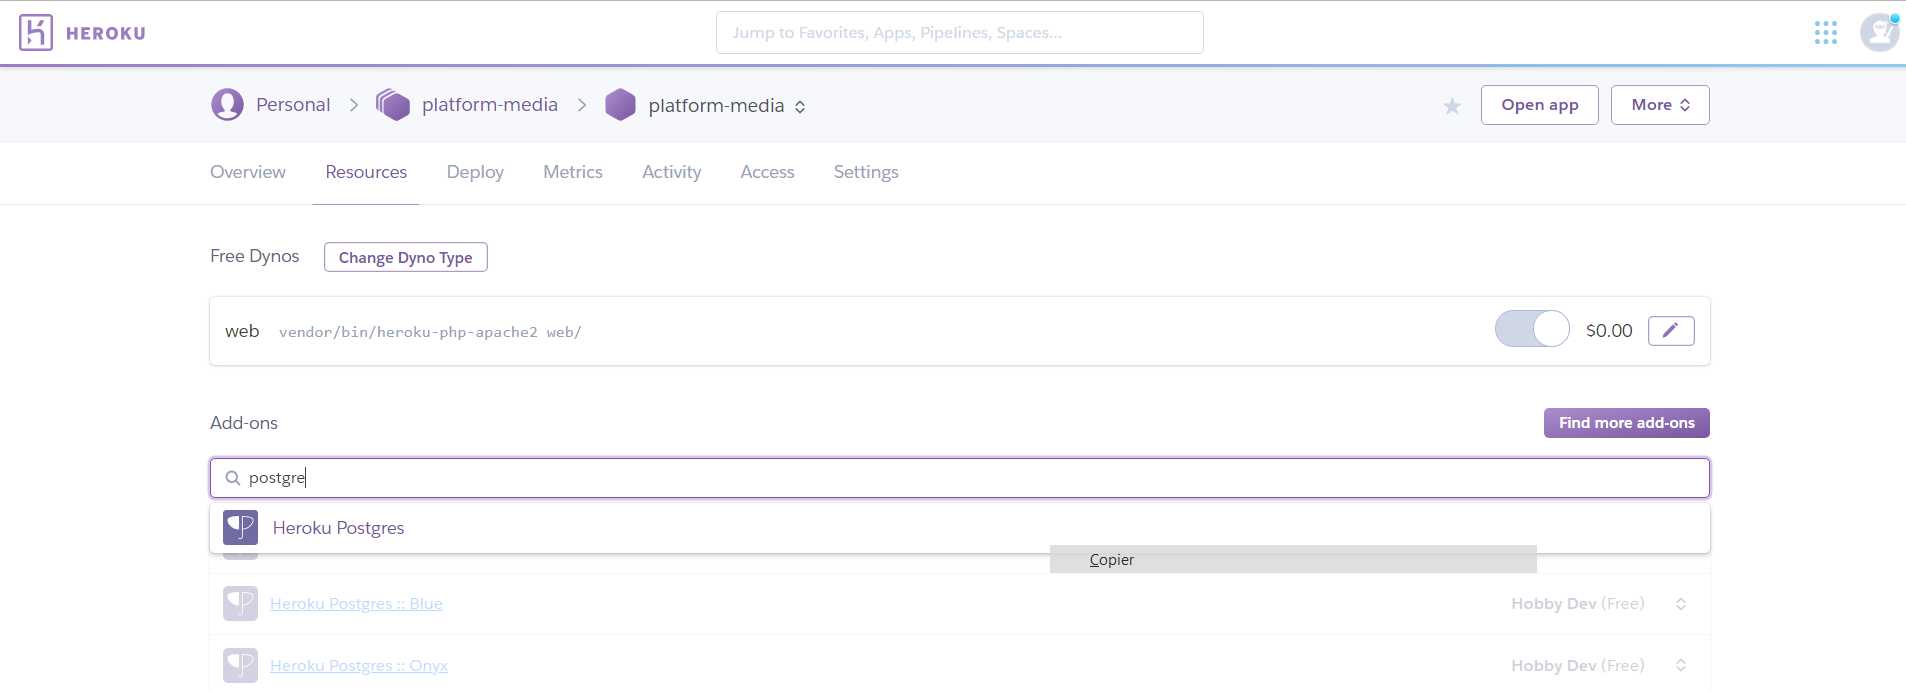 HEROKU
Jump to Favorites, Apps, Pipelines, Spaces...
Personal > platform-media > platform-media
Open app
More
Overview Resources Deploy Metrics Activity Access Settings
Free Dynos
Change Dyno Type
web vendor/bin/heroku-php-apache2 web/ $0.00
Add-ons
Find more add-ons
postgre
Heroku Postgres
Copier
Heroku Postgres :: Blue Hobby Dev (Free)
Heroku Postgres :: Onyx Hobby Dev (Free)